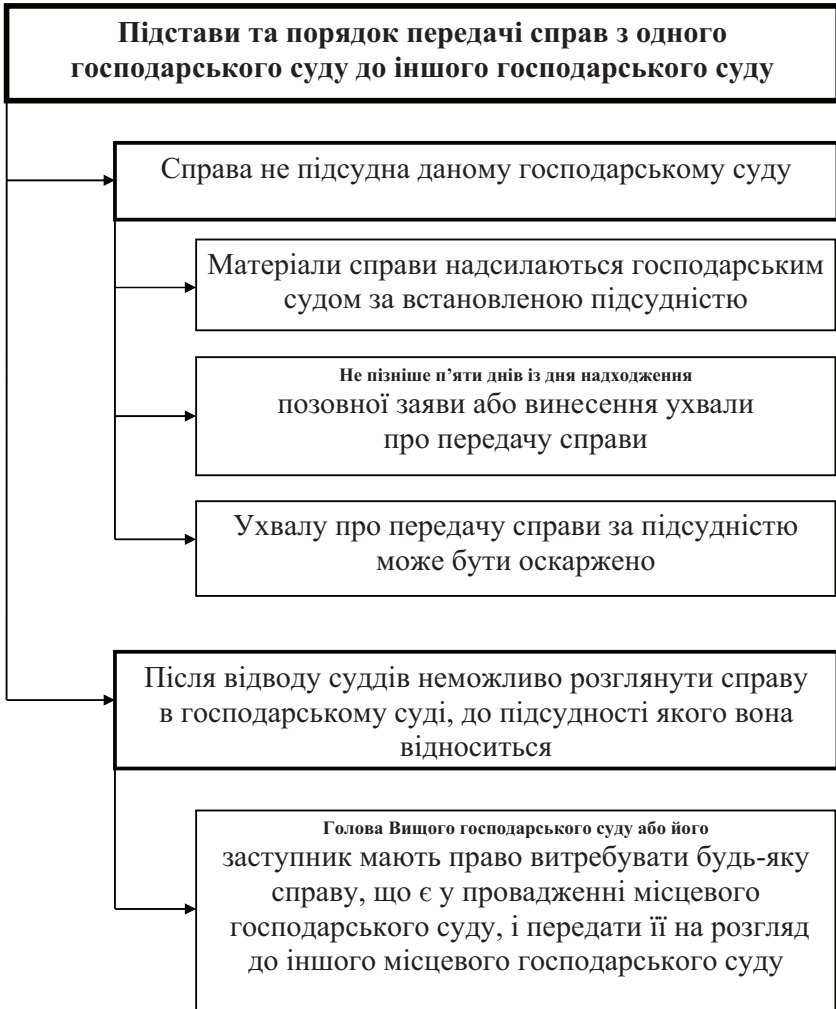 Підстави та порядок передачі справ з одного
господарського суду до іншого господарського суду
Справа не підсудна даному господарському суду
Матеріали справи надсилаються господарським
судом за встановленою підсудністю
Не пізніше п’яти днів із дня надходження
позовної заяви або винесення ухвали
про передачу справи
Ухвалу про передачу справи за підсудністю
може бути оскаржено
Після відводу суддів неможливо розглянути справу
в господарському суді, до підсудності якого вона
відноситься
Голова Вищого господарського суду або його
заступник мають право витребувати будь-яку
справу, що є у провадженні місцевого
господарського суду, і передати її на розгляд
до іншого місцевого господарського суду